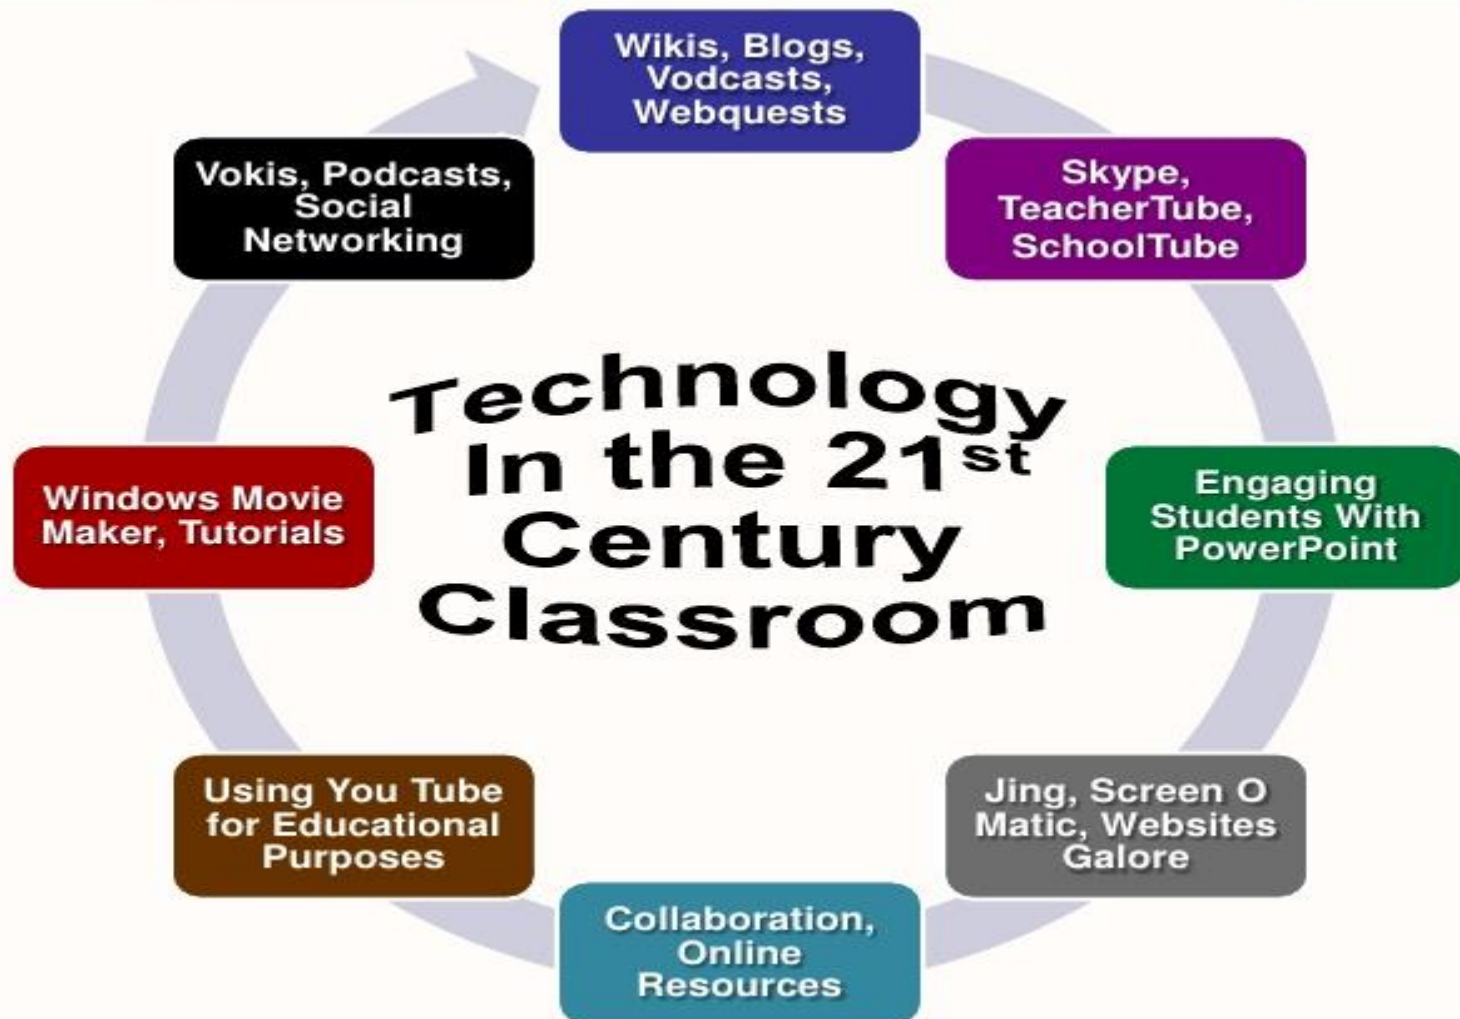 Wikis, Blogs,
Vodcasts,
Webquests
Skype,
TeacherTube,
SchoolTube
Engaging
Students With
PowerPoint
Jing, Screen O
Matic, Websites
Galore
Collaboration,
Online
Resources
Using You Tube
for Educational
Purposes
Windows Movie
Maker, Tutorials
Vokis, Podcasts,
Social
Networking
Technology
In the 21st
Century
Classroom